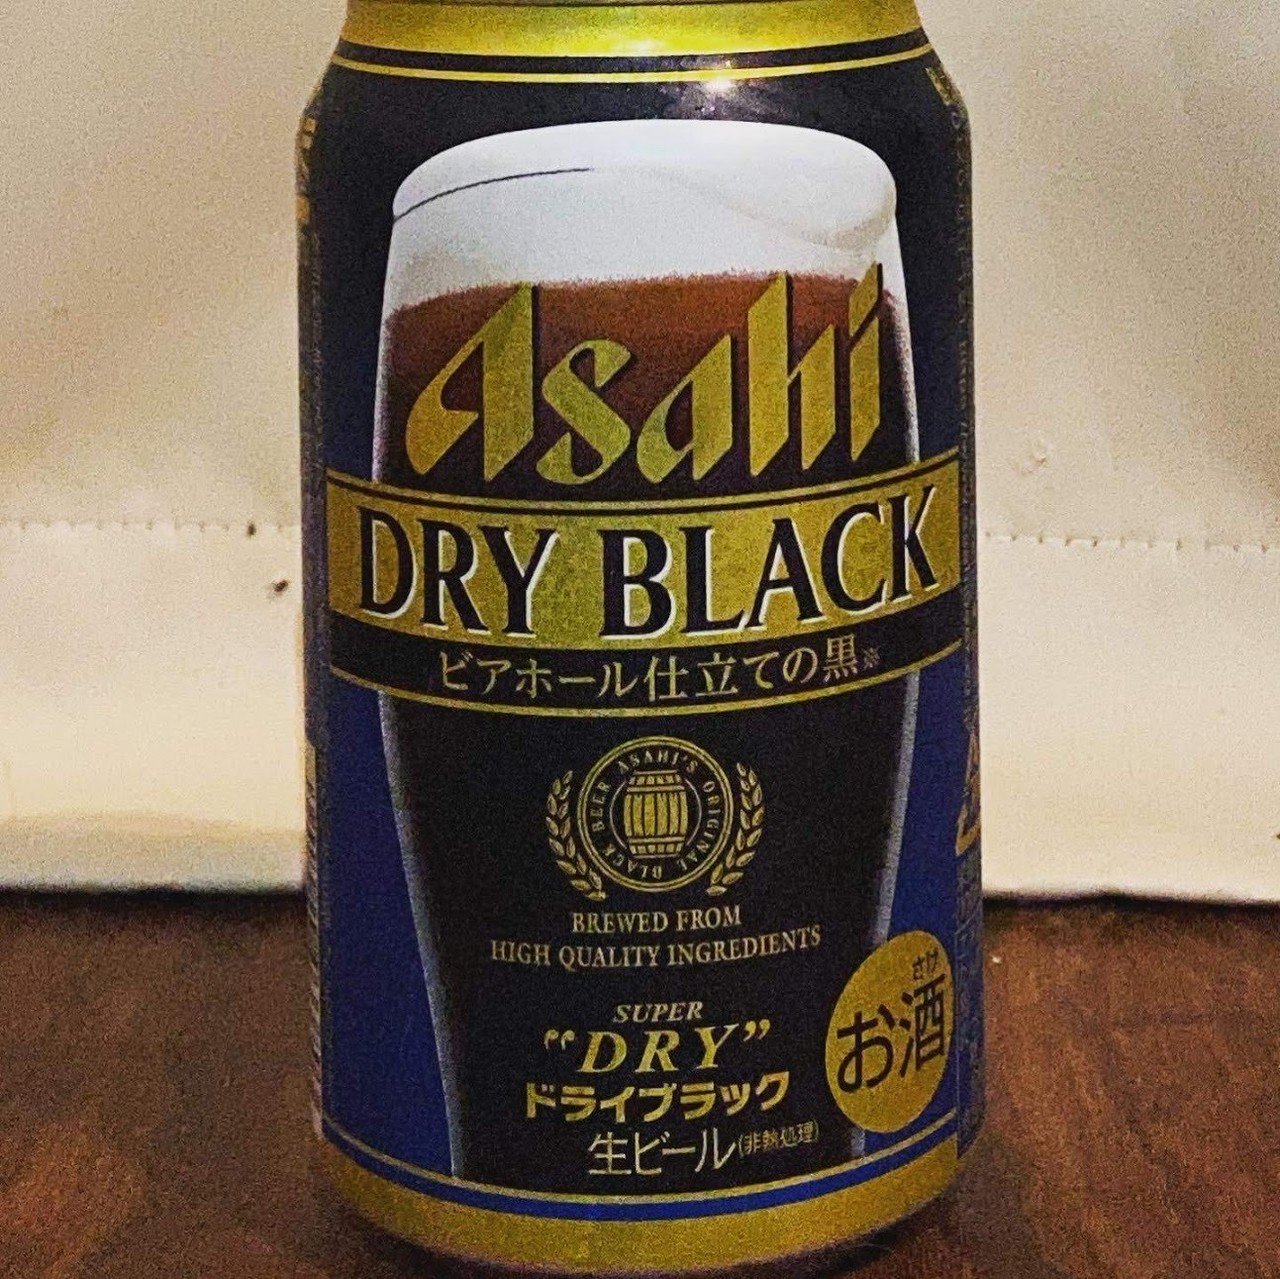 Asahi
DRY BLACK
ビアホール仕立ての黒※
ASAHI'S ORIGINAL BLACK BEER
BREWED FROM
HIGH QUALITY INGREDIENTS
SUPER
"DRY"
ドライブラック
生ビール(非熱処理)
さけ
お酒